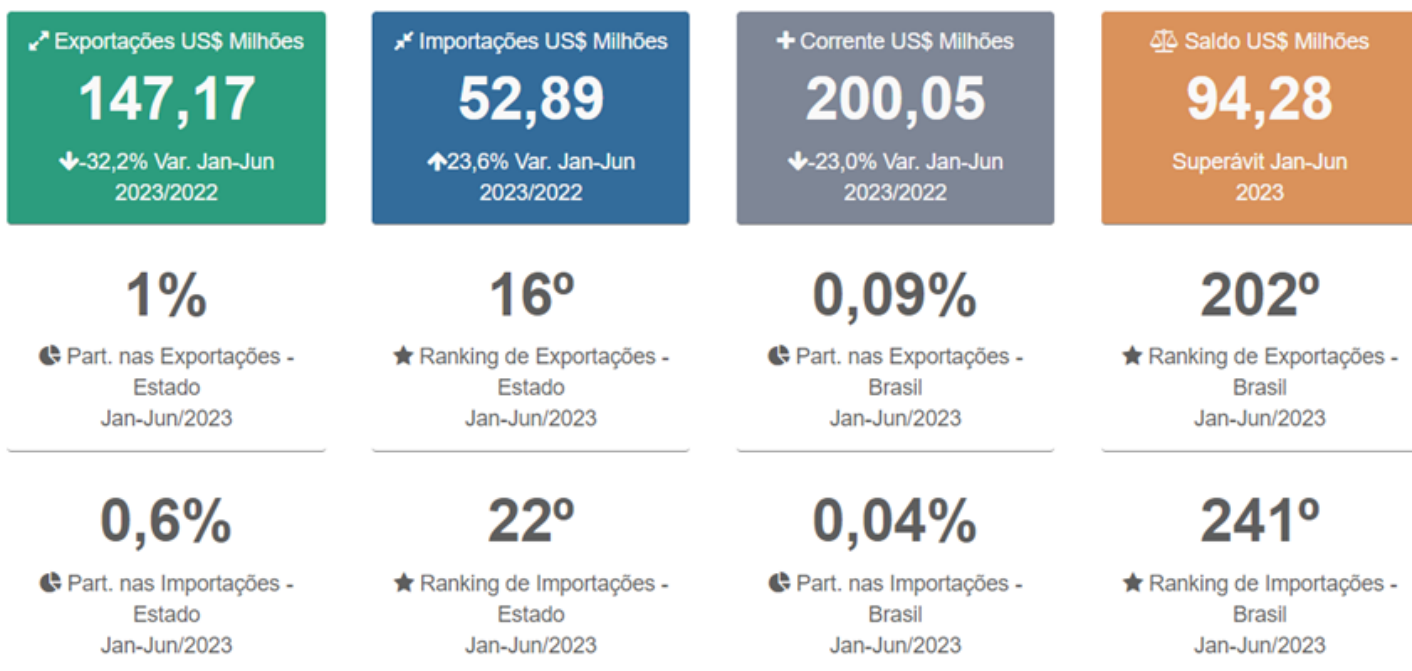 Exportações US$ Milhões
147,17
-32,2% Var. Jan-Jun
2023/2022
Importações US$ Milhões
52,89
23,6% Var. Jan-Jun
2023/2022
Corrente US$ Milhões
200,05
-23,0% Var. Jan-Jun
2023/2022
Saldo US$ Milhões
94,28
Superávit Jan-Jun
2023
1%
Part. nas Exportações -
Estado
Jan-Jun/2023
16º
Ranking de Exportações -
Estado
Jan-Jun/2023
0,09%
Part. nas Exportações -
Brasil
Jan-Jun/2023
202º
Ranking de Exportações -
Brasil
Jan-Jun/2023
0,6%
Part. nas Importações -
Estado
Jan-Jun/2023
22º
Ranking de Importações -
Estado
Jan-Jun/2023
0,04%
Part. nas Importações -
Brasil
Jan-Jun/2023
241º
Ranking de Importações -
Brasil
Jan-Jun/2023